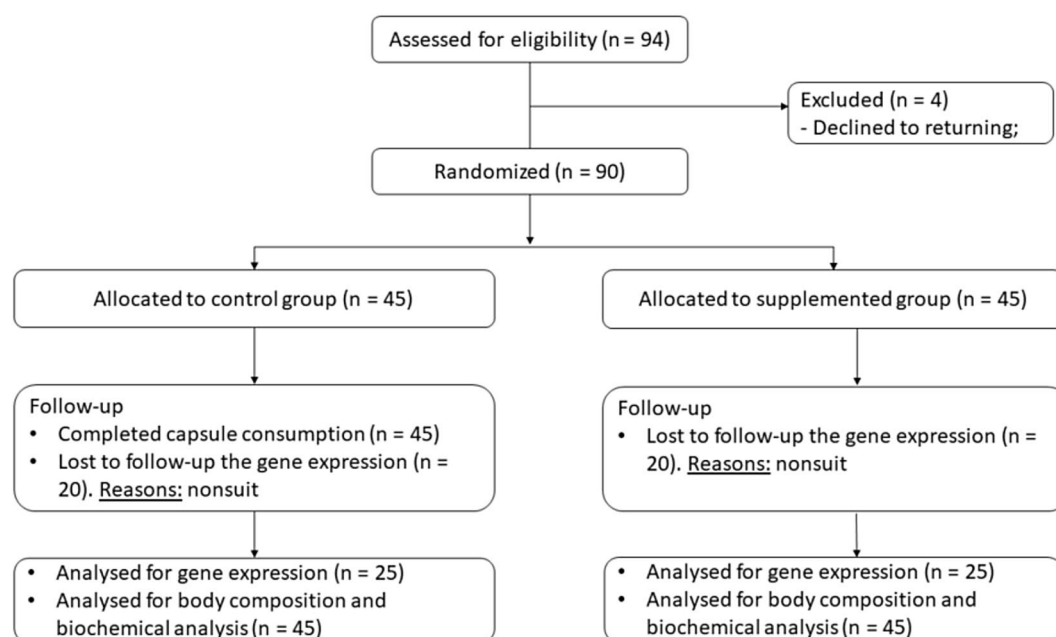 Assessed for eligibility (n = 94)
Excluded (n = 4)
- Declined to returning;
Randomized (n = 90)
Allocated to control group (n = 45)
Allocated to supplemented group (n = 45)
Follow-up
• Completed capsule consumption (n = 45)
• Lost to follow-up the gene expression (n =
20). Reasons: nonsuit
Follow-up
• Lost to follow-up the gene expression (n =
20). Reasons: nonsuit
• Analysed for gene expression (n = 25)
• Analysed for body composition and
biochemical analysis (n = 45)
• Analysed for gene expression (n = 25)
• Analysed for body composition and
biochemical analysis (n = 45)